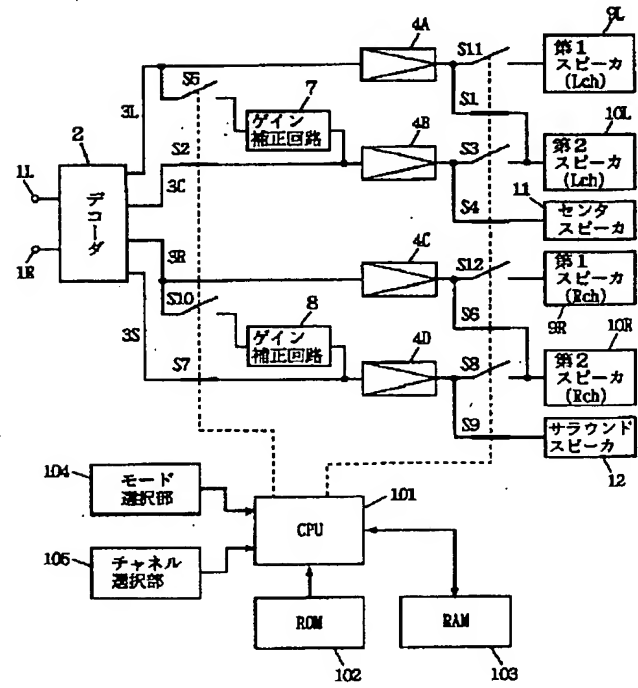 4A
S11
9L
第1
スピーカ
(Lch)
S5
7
S1
3L
ゲイン
補正回路
4B
10L
2
S2
S3
第2
スピーカ
(Lch)
1L
3C
11
デコーダ
S4
センタ
スピーカ
3R
4C
S12
第1
スピーカ
(Rch)
1R
S10
8
9R
3S
ゲイン
補正回路
4D
S6
10R
S7
S8
第2
スピーカ
(Rch)
S9
サラウンド
スピーカ
12
104
モード
選択部
101
CPU
105
チャネル
選択部
ROM
RAM
102
103